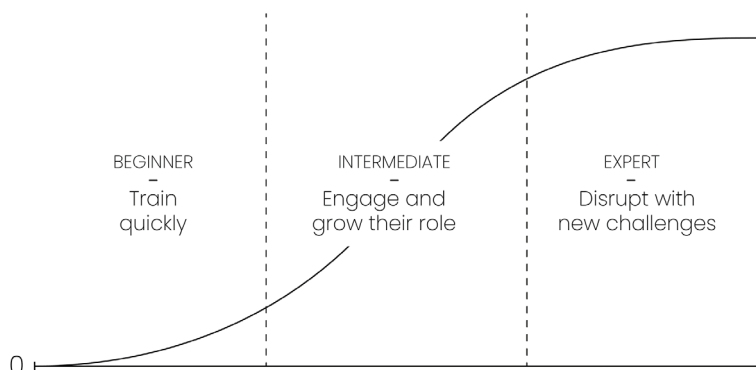 BEGINNER
–
Train
quickly
INTERMEDIATE
–
Engage and
grow their role
EXPERT
–
Disrupt with
new challenges
0